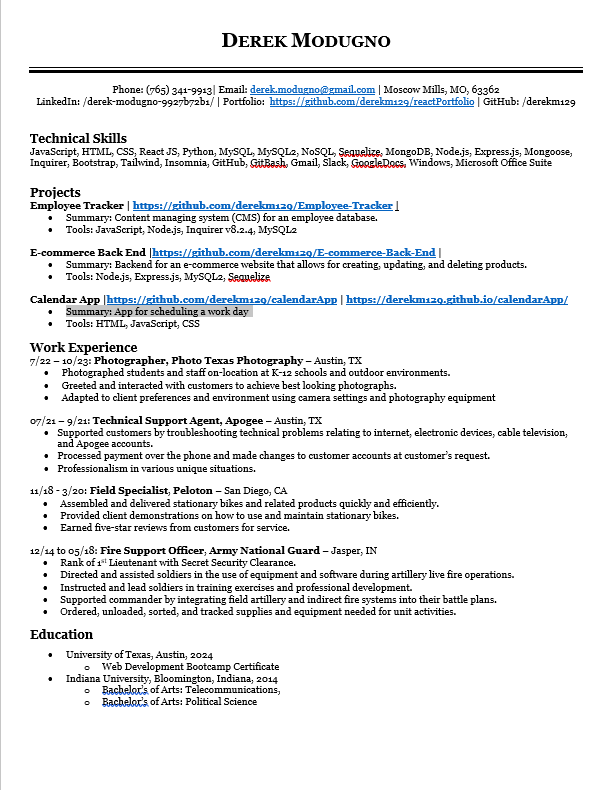 DEREK MODUGNO
Phone: (765) 341-9913| Email: derek.modugno@gmail.com | Moscow Mills, MO, 63362
LinkedIn: /derek-modugno-9927b72b1/ | Portfolio: https://github.com/derekm129/reactPortfolio | GitHub: /derekm129
Technical Skills
JavaScript, HTML, CSS, React JS, Python, MySQL, MySQL2, NoSQL, Sequelize, MongoDB, Node.js, Express.js, Mongoose,
Inquirer, Bootstrap, Tailwind, Insomnia, GitHub, GitBash, Gmail, Slack, GoogleDocs, Windows, Microsoft Office Suite
Projects
Employee Tracker | https://github.com/derekm129/Employee-Tracker |
• Summary: Content managing system (CMS) for an employee database.
• Tools: JavaScript, Node.js, Inquirer v8.2.4, MySQL2
E-commerce Back End |https://github.com/derekm129/E-commerce-Back-End |
• Summary: Backend for an e-commerce website that allows for creating, updating, and deleting products.
• Tools: Node.js, Express.js, MySQL2, Sequelize
Calendar App |https://github.com/derekm129/calendarApp | https://derekm129.github.io/calendarApp/
• Summary: App for scheduling a work day
• Tools: HTML, JavaScript, CSS
Work Experience
7/22 – 10/23: Photographer, Photo Texas Photography – Austin, TX
• Photographed students and staff on-location at K-12 schools and outdoor environments.
• Greeted and interacted with customers to achieve best looking photographs.
• Adapted to client preferences and environment using camera settings and photography equipment
07/21 – 9/21: Technical Support Agent, Apogee – Austin, TX
• Supported customers by troubleshooting technical problems relating to internet, electronic devices, cable television,
and Apogee accounts.
• Processed payment over the phone and made changes to customer accounts at customer's request.
• Professionalism in various unique situations.
11/18 - 3/20: Field Specialist, Peloton – San Diego, CA
• Assembled and delivered stationary bikes and related products quickly and efficiently.
• Provided client demonstrations on how to use and maintain stationary bikes.
• Earned five-star reviews from customers for service.
12/14 to 05/18: Fire Support Officer, Army National Guard – Jasper, IN
• Rank of 1st Lieutenant with Secret Security Clearance.
• Directed and assisted soldiers in the use of equipment and software during artillery live fire operations.
• Instructed and lead soldiers in training exercises and professional development.
• Supported commander by integrating field artillery and indirect fire systems into their battle plans.
• Ordered, unloaded, sorted, and tracked supplies and equipment needed for unit activities.
Education
• University of Texas, Austin, 2024
o Web Development Bootcamp Certificate
• Indiana University, Bloomington, Indiana, 2014
o Bachelor's of Arts: Telecommunications,
o Bachelor's of Arts: Political Science